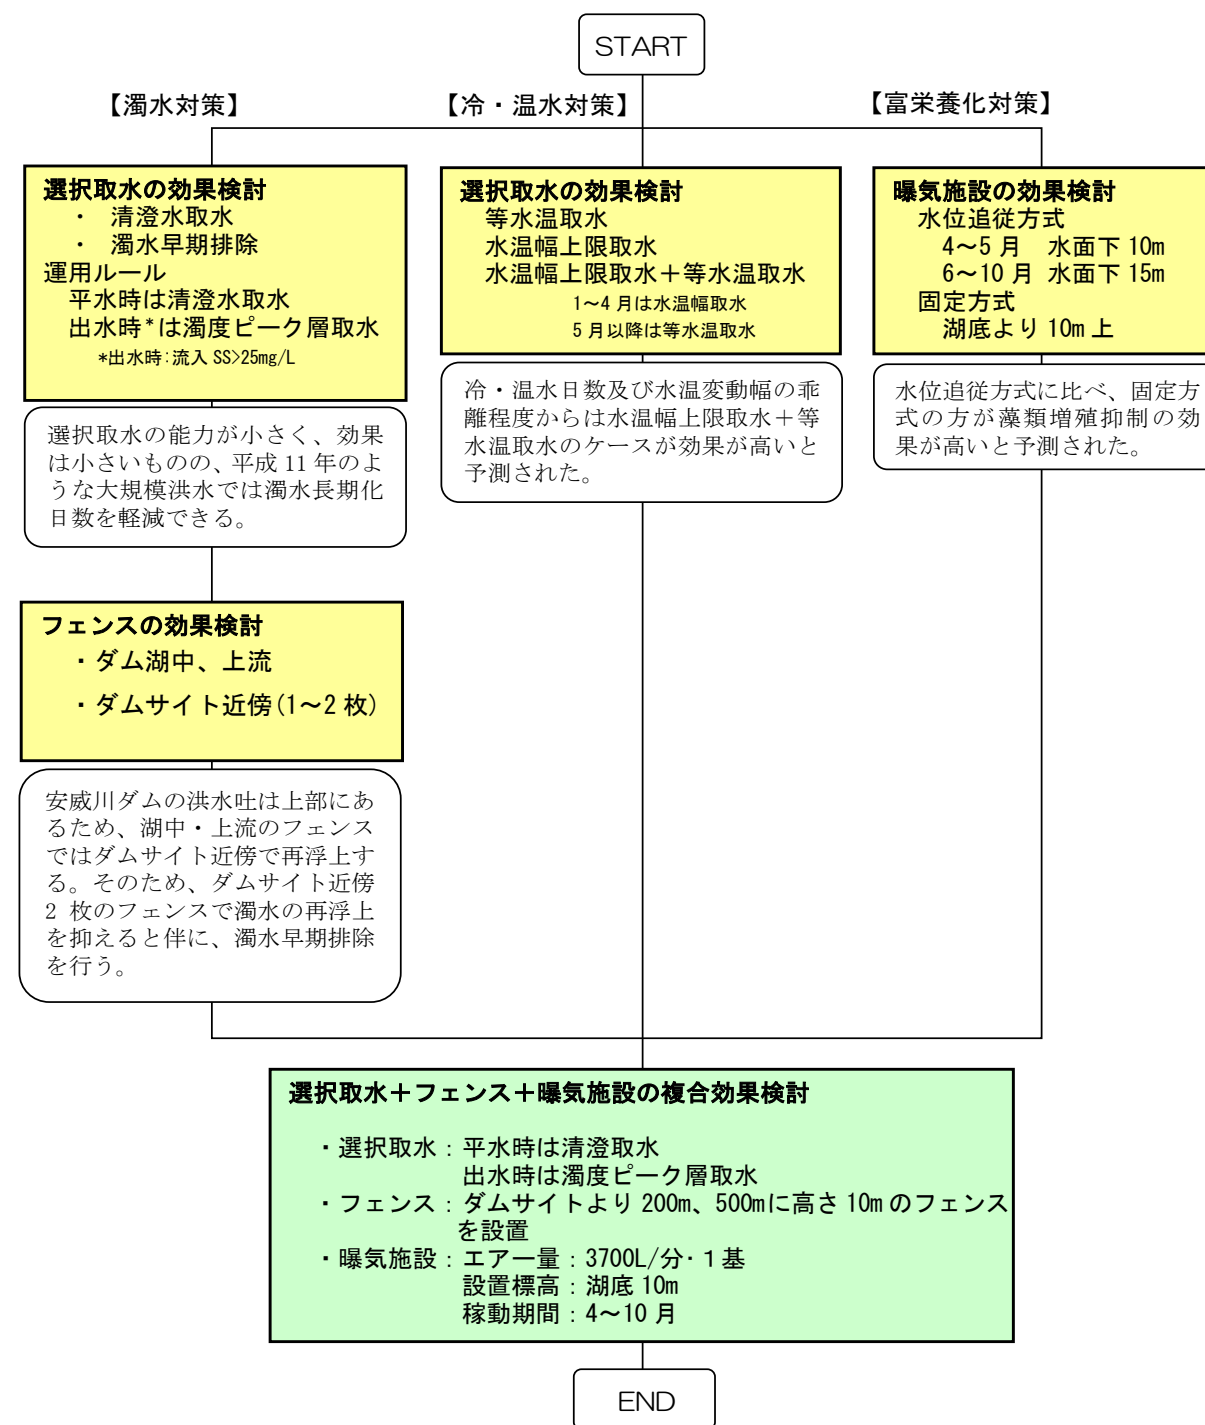 START
【濁水対策】
【冷・温水対策】
【富栄養化対策】
選択取水の効果検討
・ 清澄水取水
・ 濁水早期排除
運用ルール
平水時は清澄水取水
出水時*は濁度ピーク層取水
*出水時:流入 SS>25mg/L
選択取水の能力が小さく、効果
は小さいものの、平成 11 年のよ
うな大規模洪水では濁水長期化
日数を軽減できる。
フェンスの効果検討
・ダム湖中、上流
・ダムサイト近傍(1～2 枚)
安威川ダムの洪水吐は上部にあ
るため、湖中・上流のフェンス
ではダムサイト近傍で再浮上す
る。そのため、ダムサイト近傍
2 枚のフェンスで濁水の再浮上
を抑えると伴に、濁水早期排除
を行う。
選択取水の効果検討
等水温取水
水温幅上限取水
水温幅上限取水＋等水温取水
1～4 月は水温幅取水
5 月以降は等水温取水
冷・温水日数及び水温変動幅の乖
離程度からは水温幅上限取水＋等
水温取水のケースが効果が高いと
予測された。
曝気施設の効果検討
水位追従方式
4～5 月 水面下 10m
6～10 月 水面下 15m
固定方式
湖底より 10m 上
水位追従方式に比べ、固定方
式の方が藻類増殖抑制の効
果が高いと予測された。
選択取水＋フェンス＋曝気施設の複合効果検討
・選択取水：平水時は清澄取水
出水時は濁度ピーク層取水
・フェンス：ダムサイトより 200m、500mに高さ 10m のフェンス
を設置
・曝気施設：エアー量：3700L/分・１基
設置標高：湖底 10m
稼動期間：4～10 月
END